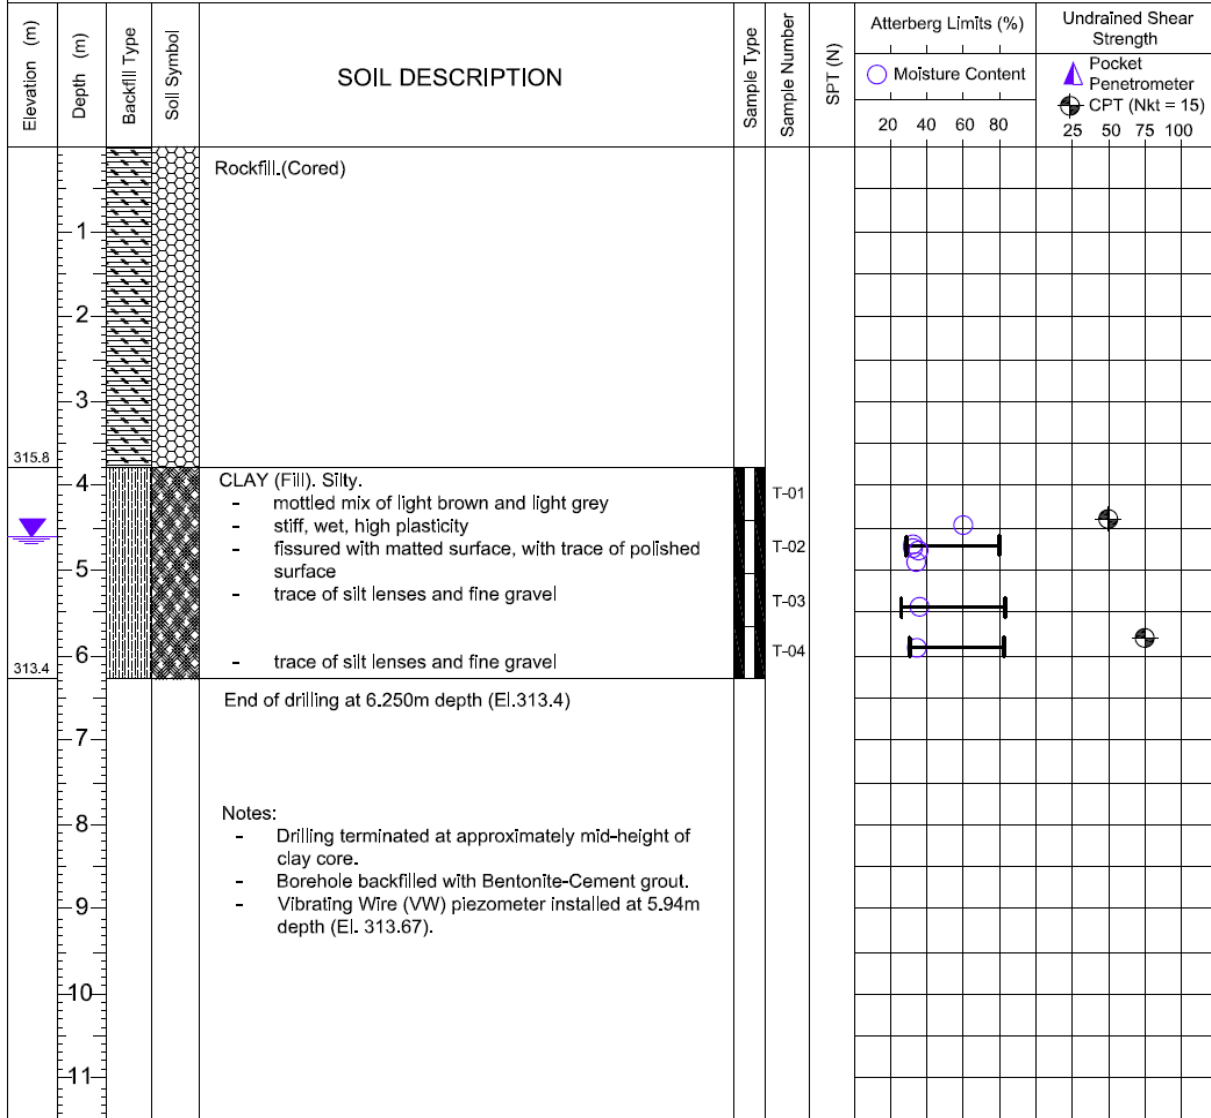 Elevation (m)
Depth (m)
Backfill Type
Soil Symbol
SOIL DESCRIPTION
Sample Type
Sample Number
SPT (N)
Atterberg Limits (%)
Moisture Content
20 40 60 80
Undrained Shear
Strength
Pocket
Penetrometer
CPT (Nkt = 15)
25 50 75 100
Rockfill.(Cored)
1
2
3
315.8
4
CLAY (Fill). Silty.
- mottled mix of light brown and light grey
- stiff, wet, high plasticity
- fissured with matted surface, with trace of polished
surface
- trace of silt lenses and fine gravel
- trace of silt lenses and fine gravel
T-01
T-02
T-03
T-04
5
6
313.4
End of drilling at 6.250m depth (El.313.4)
7
8
Notes:
- Drilling terminated at approximately mid-height of
clay core.
- Borehole backfilled with Bentonite-Cement grout.
- Vibrating Wire (VW) piezometer installed at 5.94m
depth (El. 313.67).
9
10
11